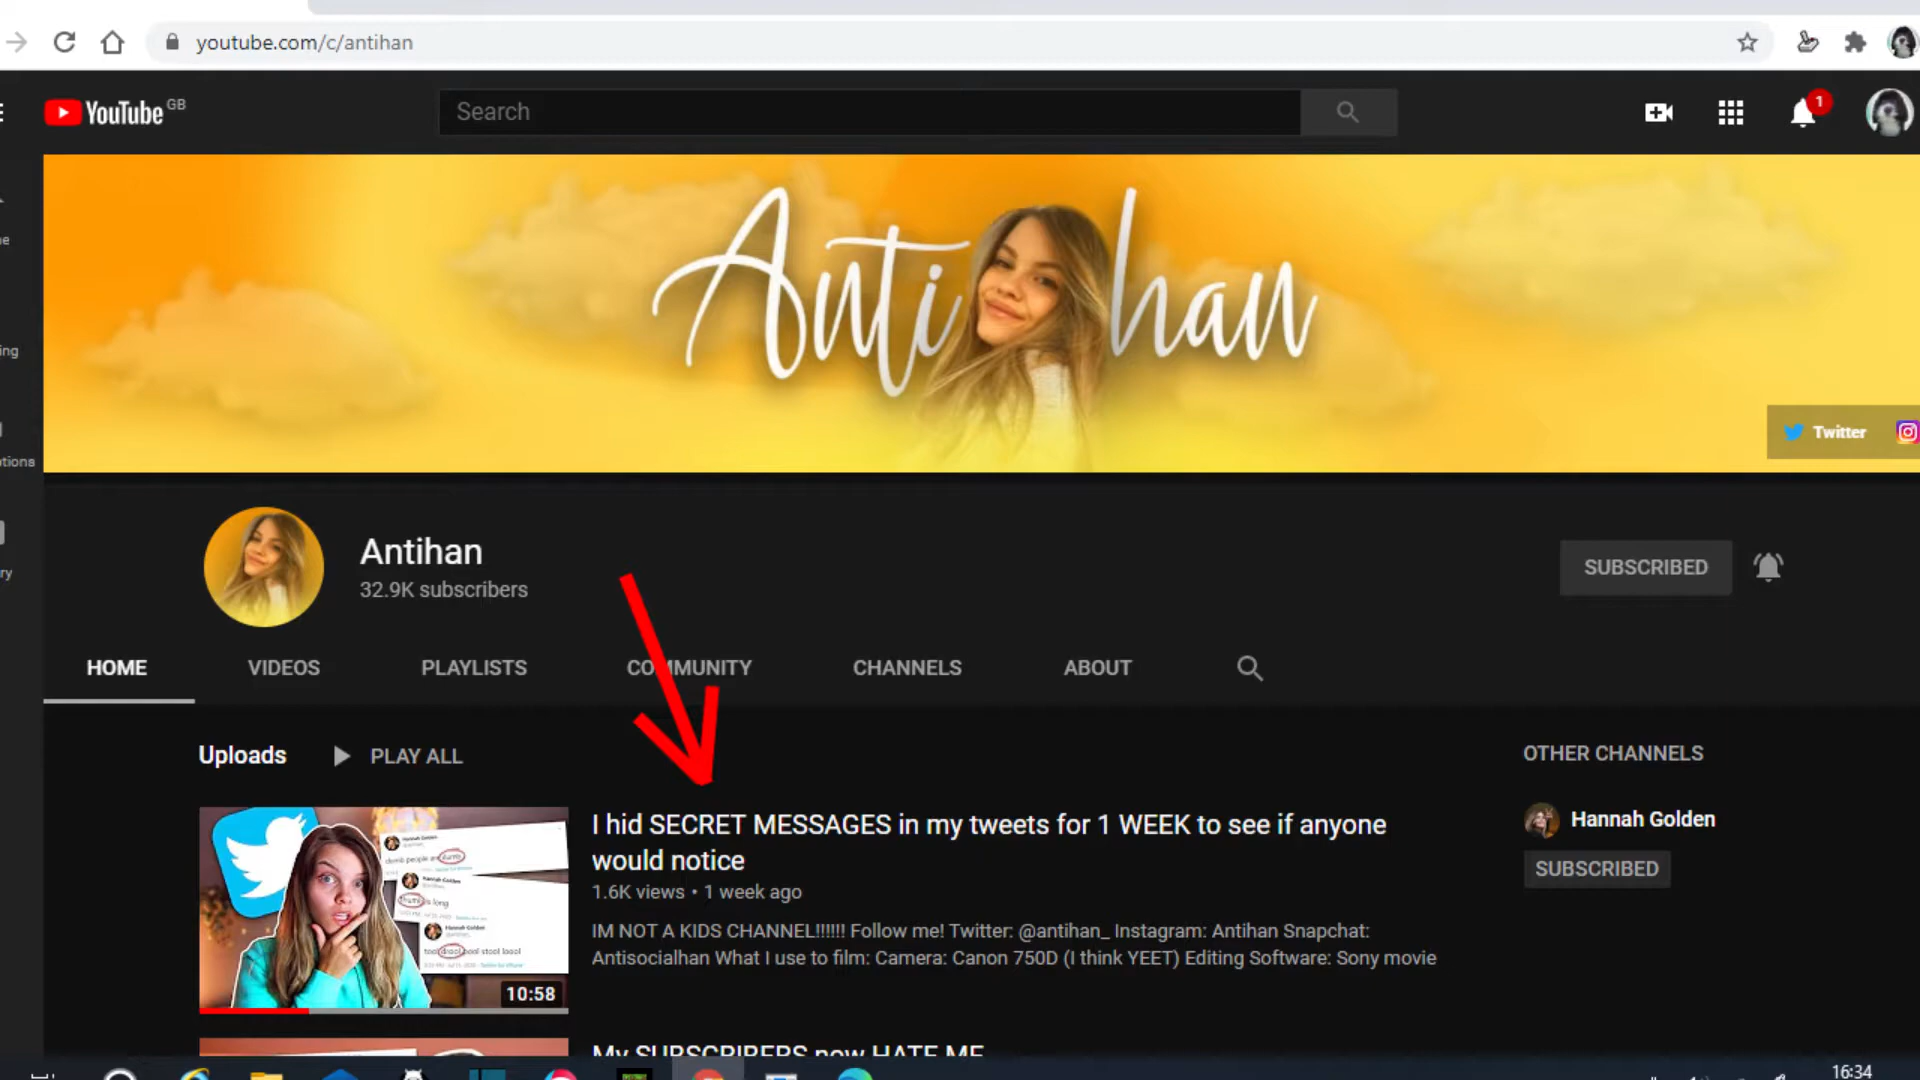 youtube.com/c/antihan
YouTube GB
Search
1
Antihan
Twitter
Antihan
32.9K subscribers
SUBSCRIBED
HOME
VIDEOS
PLAYLISTS
COMMUNITY
CHANNELS
ABOUT
Uploads
PLAY ALL
OTHER CHANNELS
I hid SECRET MESSAGES in my tweets for 1 WEEK to see if anyone
would notice
1.6K views • 1 week ago
IM NOT A KIDS CHANNEL!!!!!! Follow me! Twitter: @antihan_ Instagram: Antihan Snapchat:
Antisocialhan What I use to film: Camera: Canon 750D (I think YEET) Editing Software: Sony movie
10:58
Hannah Golden
SUBSCRIBED
My SUBSCRIBERS now HATE ME
16:34